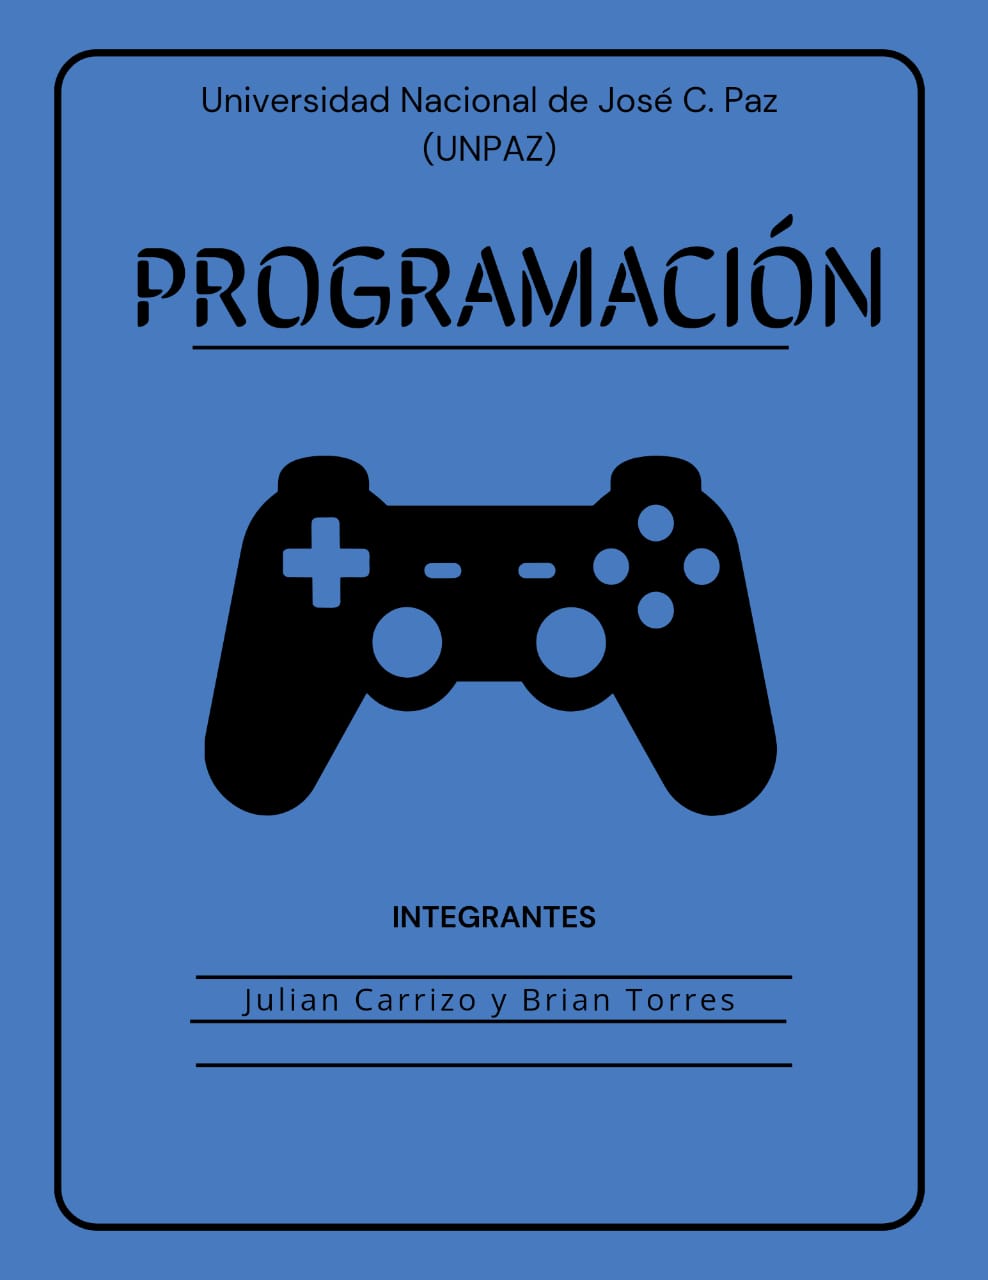 Universidad Nacional de José C. Paz
(UNPAZ)
PROGRAMACIÓN
INTEGRANTES
Julian Carrizo y Brian Torres